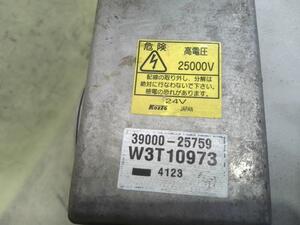 危険
高電圧
25000V
配線の取り外し、分解は
絶対に行なわないで下さい。
感電の恐れが有ります。
24V
KOITO JAPAN
39000-25759
W3T10973
4123